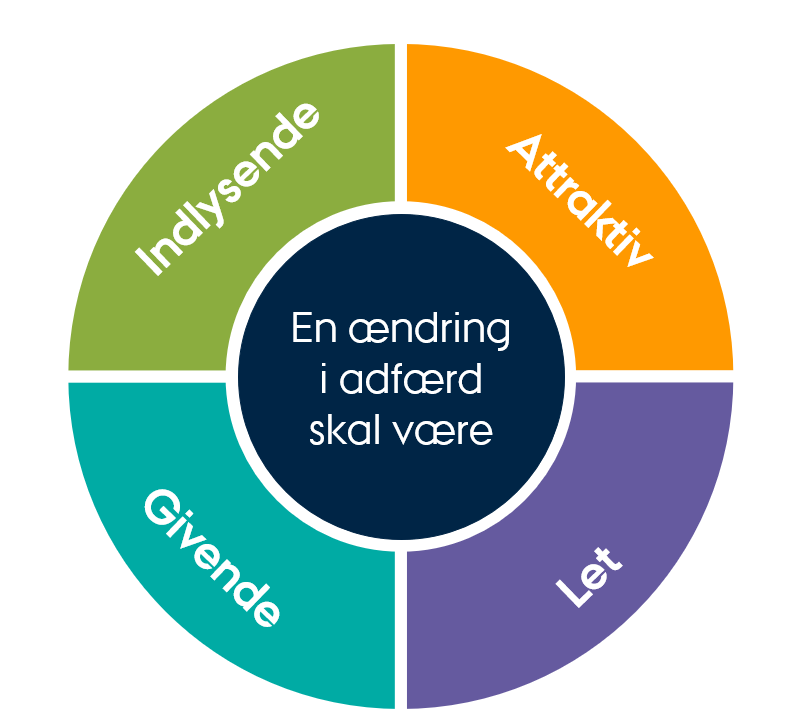 Indlysende
Attraktiv
En ændring
i adfærd
skal være
Givende
Let